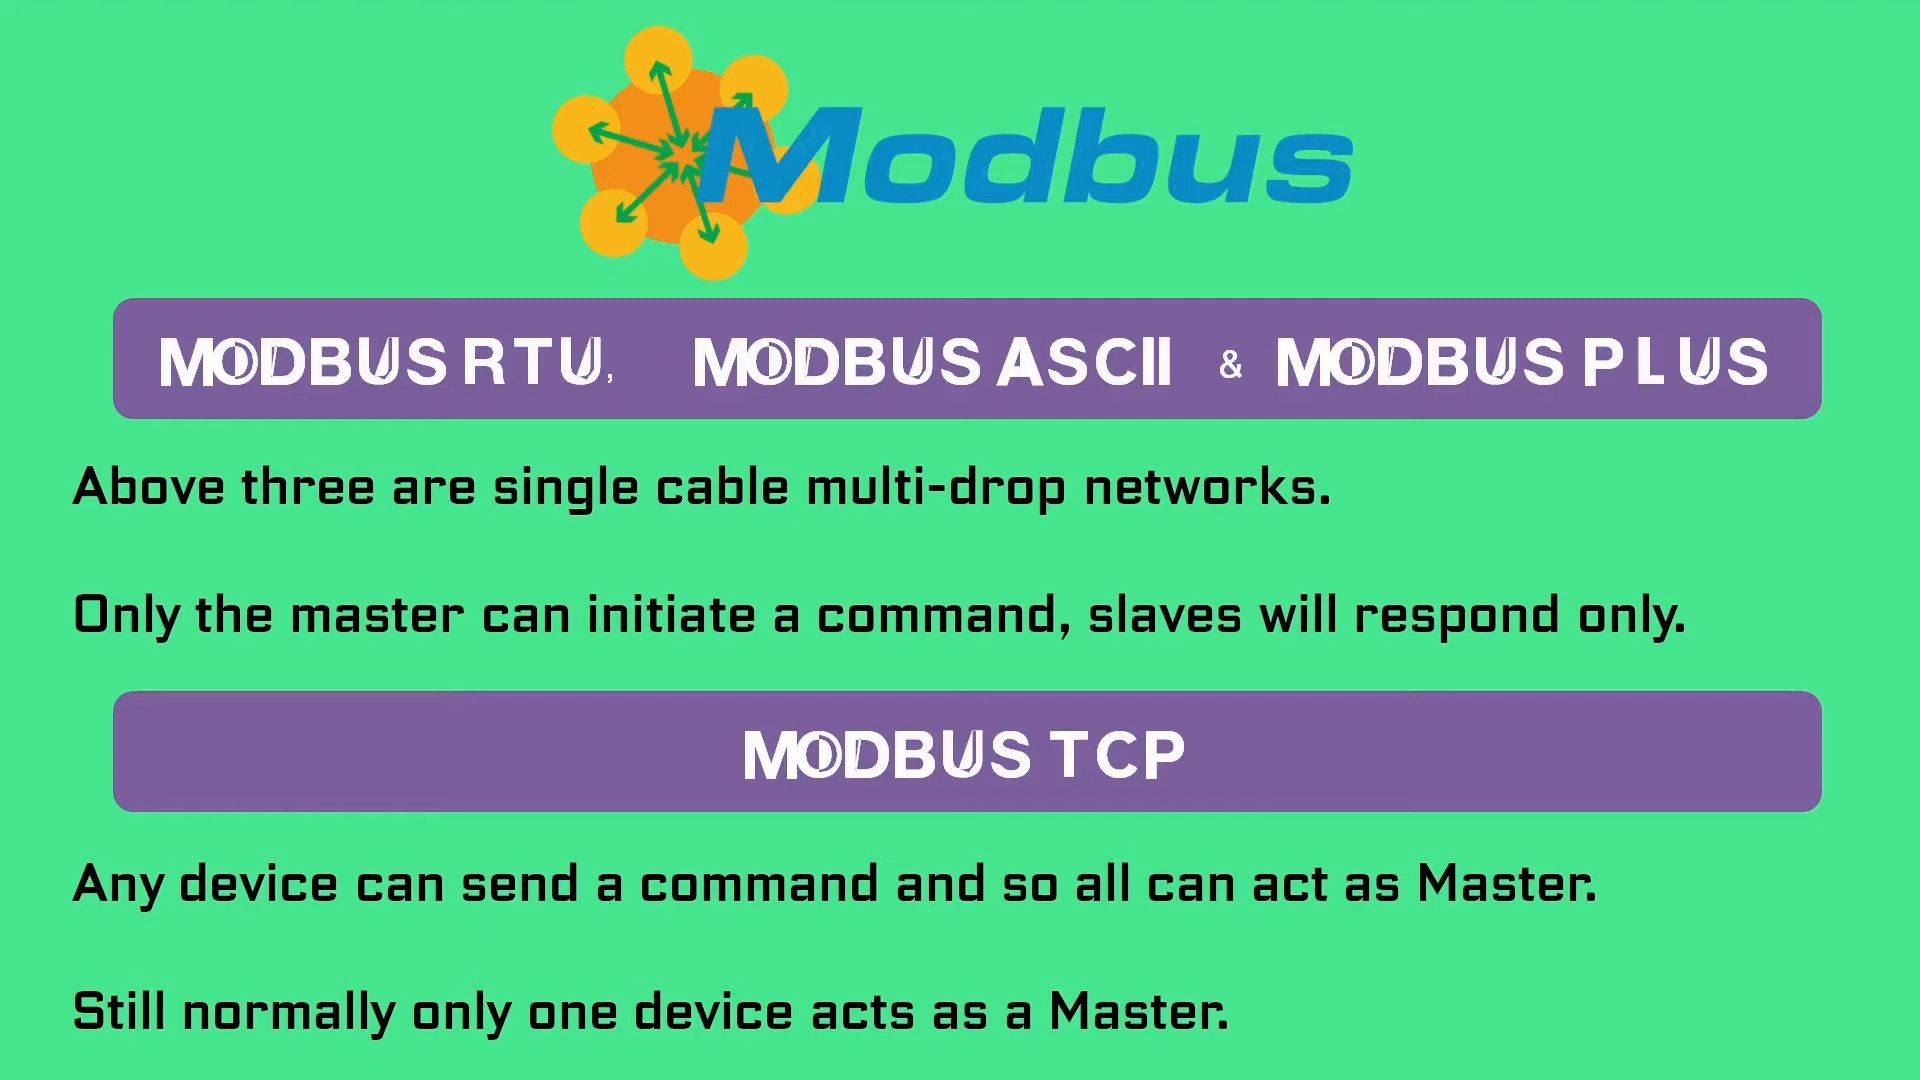 Modbus
MODBUS RTU, MODBUS ASCII & MODBUS PLUS
Above three are single cable multi-drop networks.
Only the master can initiate a command, slaves will respond only.
MODBUS TCP
Any device can send a command and so all can act as Master.
Still normally only one device acts as a Master.